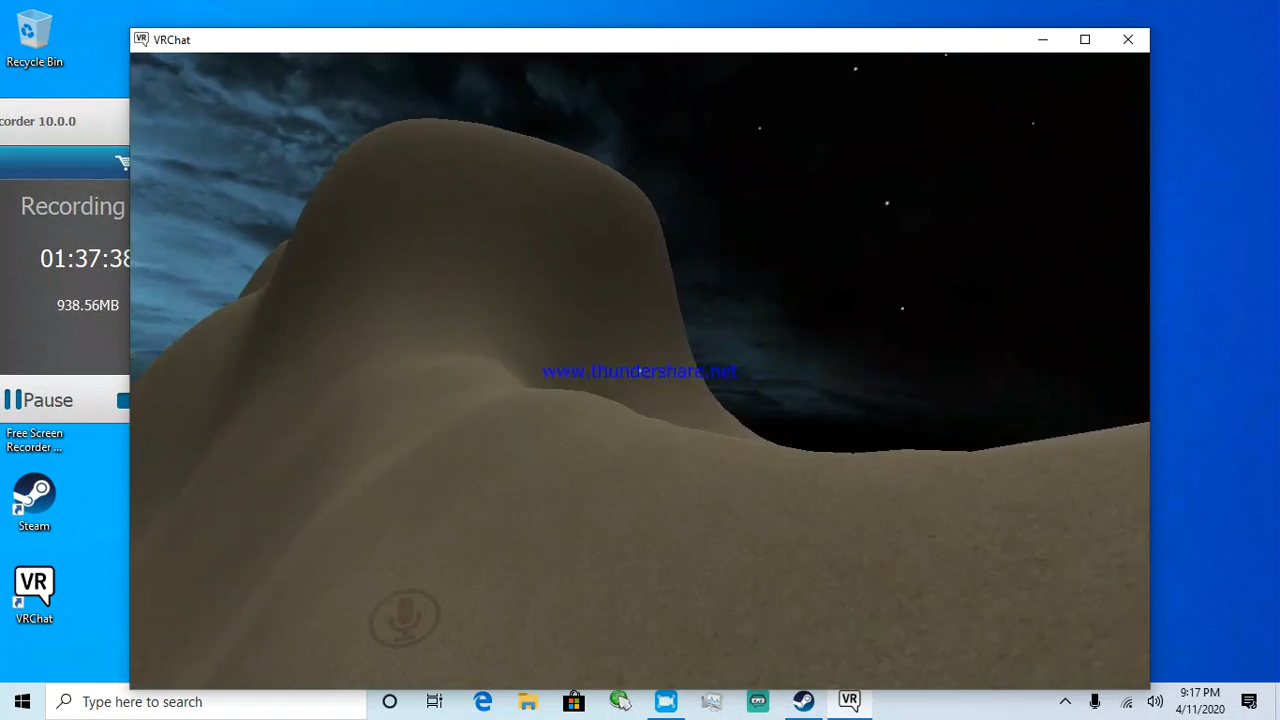 Recycle Bin
VRChat
corder 10.0.0
Recording
01:37:38
938.56MB
Pause
Free Screen
Recorder ...
Steam
VR
VRChat
www.thundershare.net
Type here to search
9:17 PM
4/11/2020